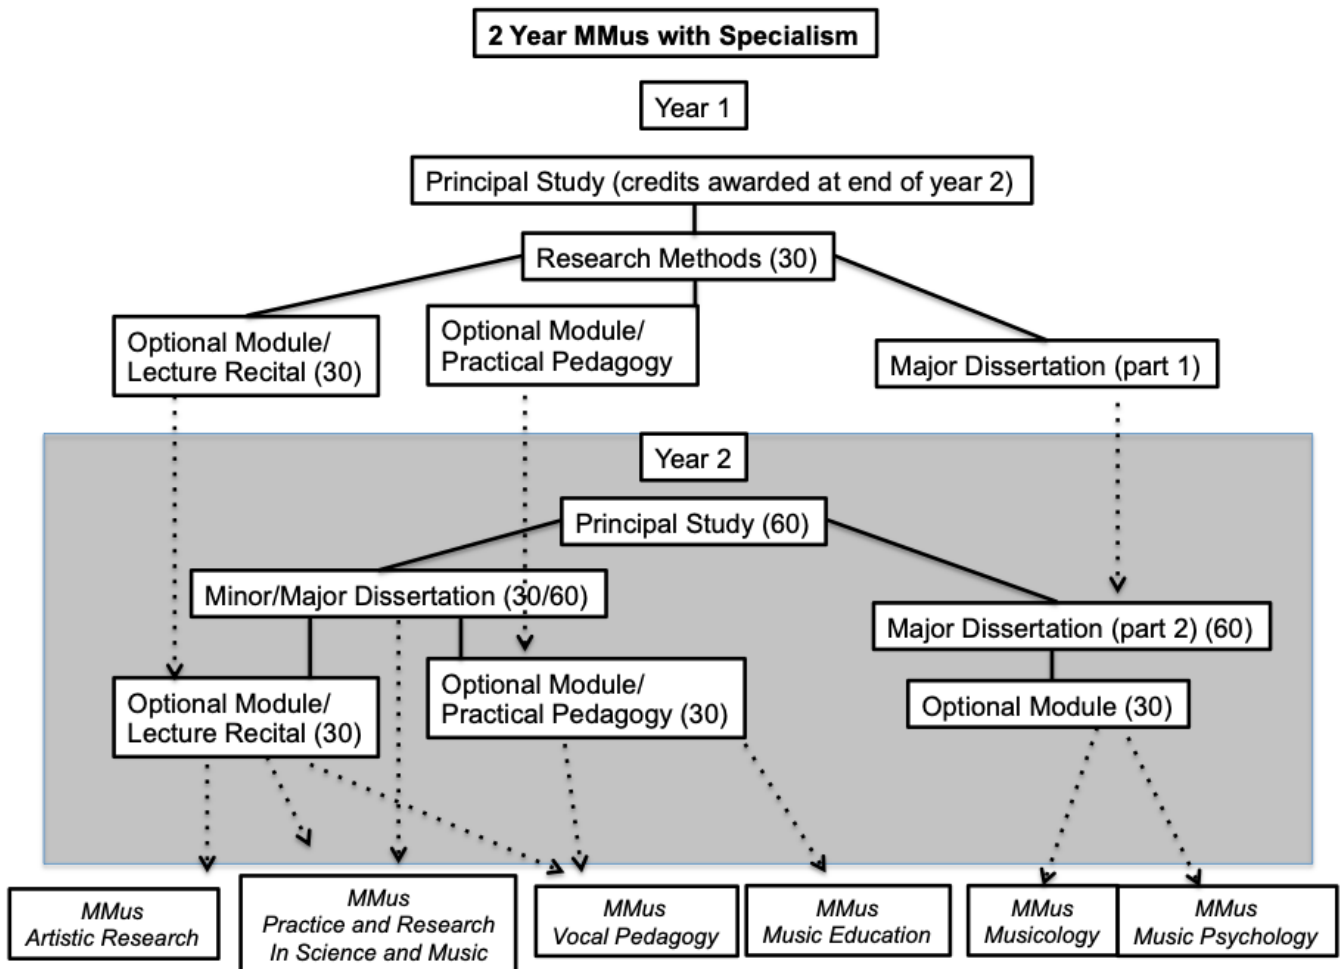 2 Year MMus with Specialism
Year 1
Principal Study (credits awarded at end of year 2)
Research Methods (30)
Optional Module/
Lecture Recital (30)
Optional Module/
Practical Pedagogy
Major Dissertation (part 1)
Year 2
Principal Study (60)
Minor/Major Dissertation (30/60)
Major Dissertation (part 2) (60)
Optional Module/
Lecture Recital (30)
Optional Module/
Practical Pedagogy (30)
Optional Module (30)
MMus
Artistic Research
MMus
Practice and Research
In Science and Music
MMus
Vocal Pedagogy
MMus
Music Education
MMus
Musicology
MMus
Music Psychology